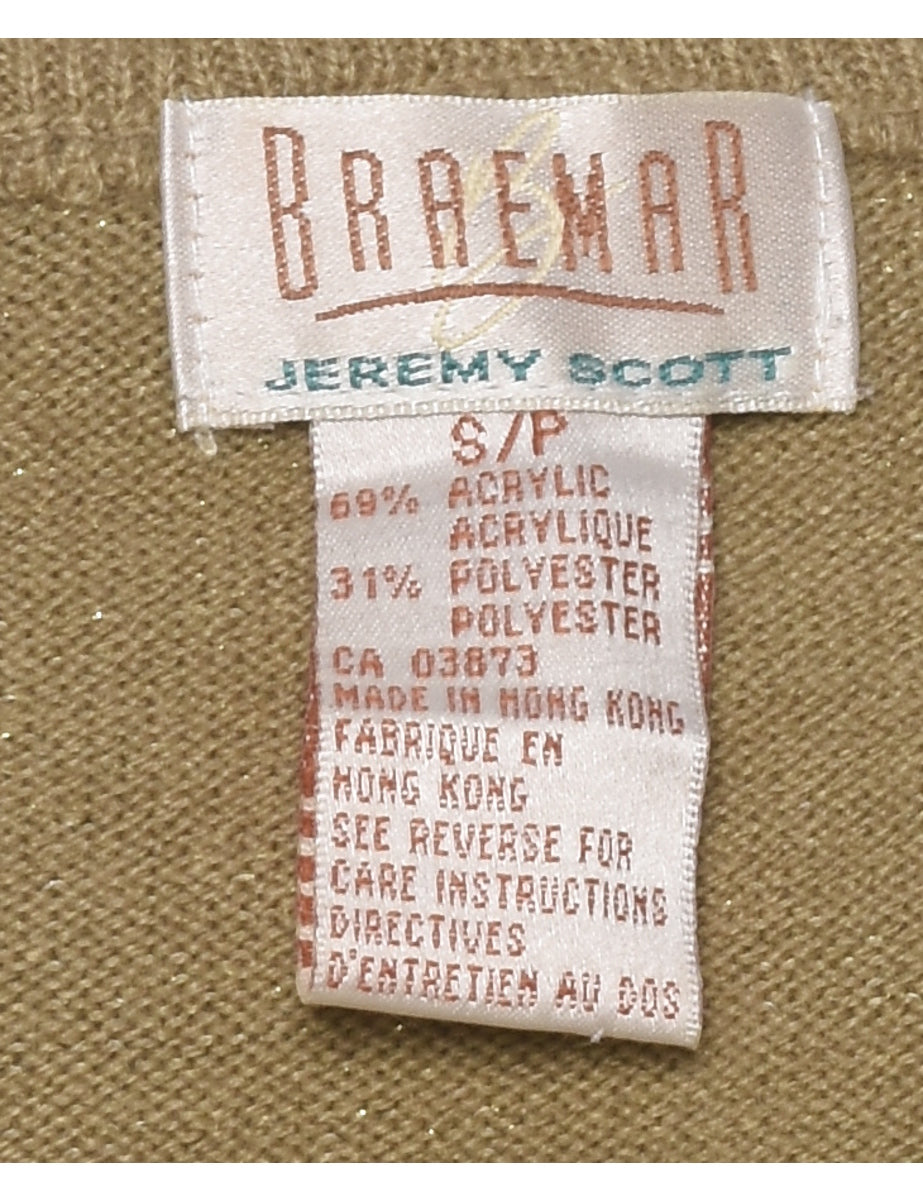 BRAEMAR
JEREMY SCOTT
S/P
69% ACRYLIC
ACRYLIQUE
31% POLYESTER
POLYESTER
CA 03873
MADE IN HONG KONG
FABRIQUE EN
HONG KONG
SEE REVERSE FOR
CARE INSTRUCTIONS
DIRECTIVES
D'ENTRETIEN AU DOS